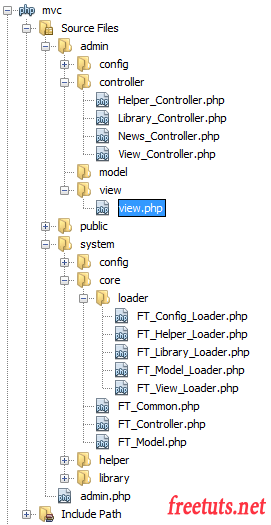 php mvc
Source Files
admin
config
controller
Helper_Controller.php
Library_Controller.php
News_Controller.php
View_Controller.php
model
view
view.php
public
system
config
core
loader
FT_Config_Loader.php
FT_Helper_Loader.php
FT_Library_Loader.php
FT_Model_Loader.php
FT_View_Loader.php
FT_Common.php
FT_Controller.php
FT_Model.php
helper
library
admin.php
Include Path
freetuts.net